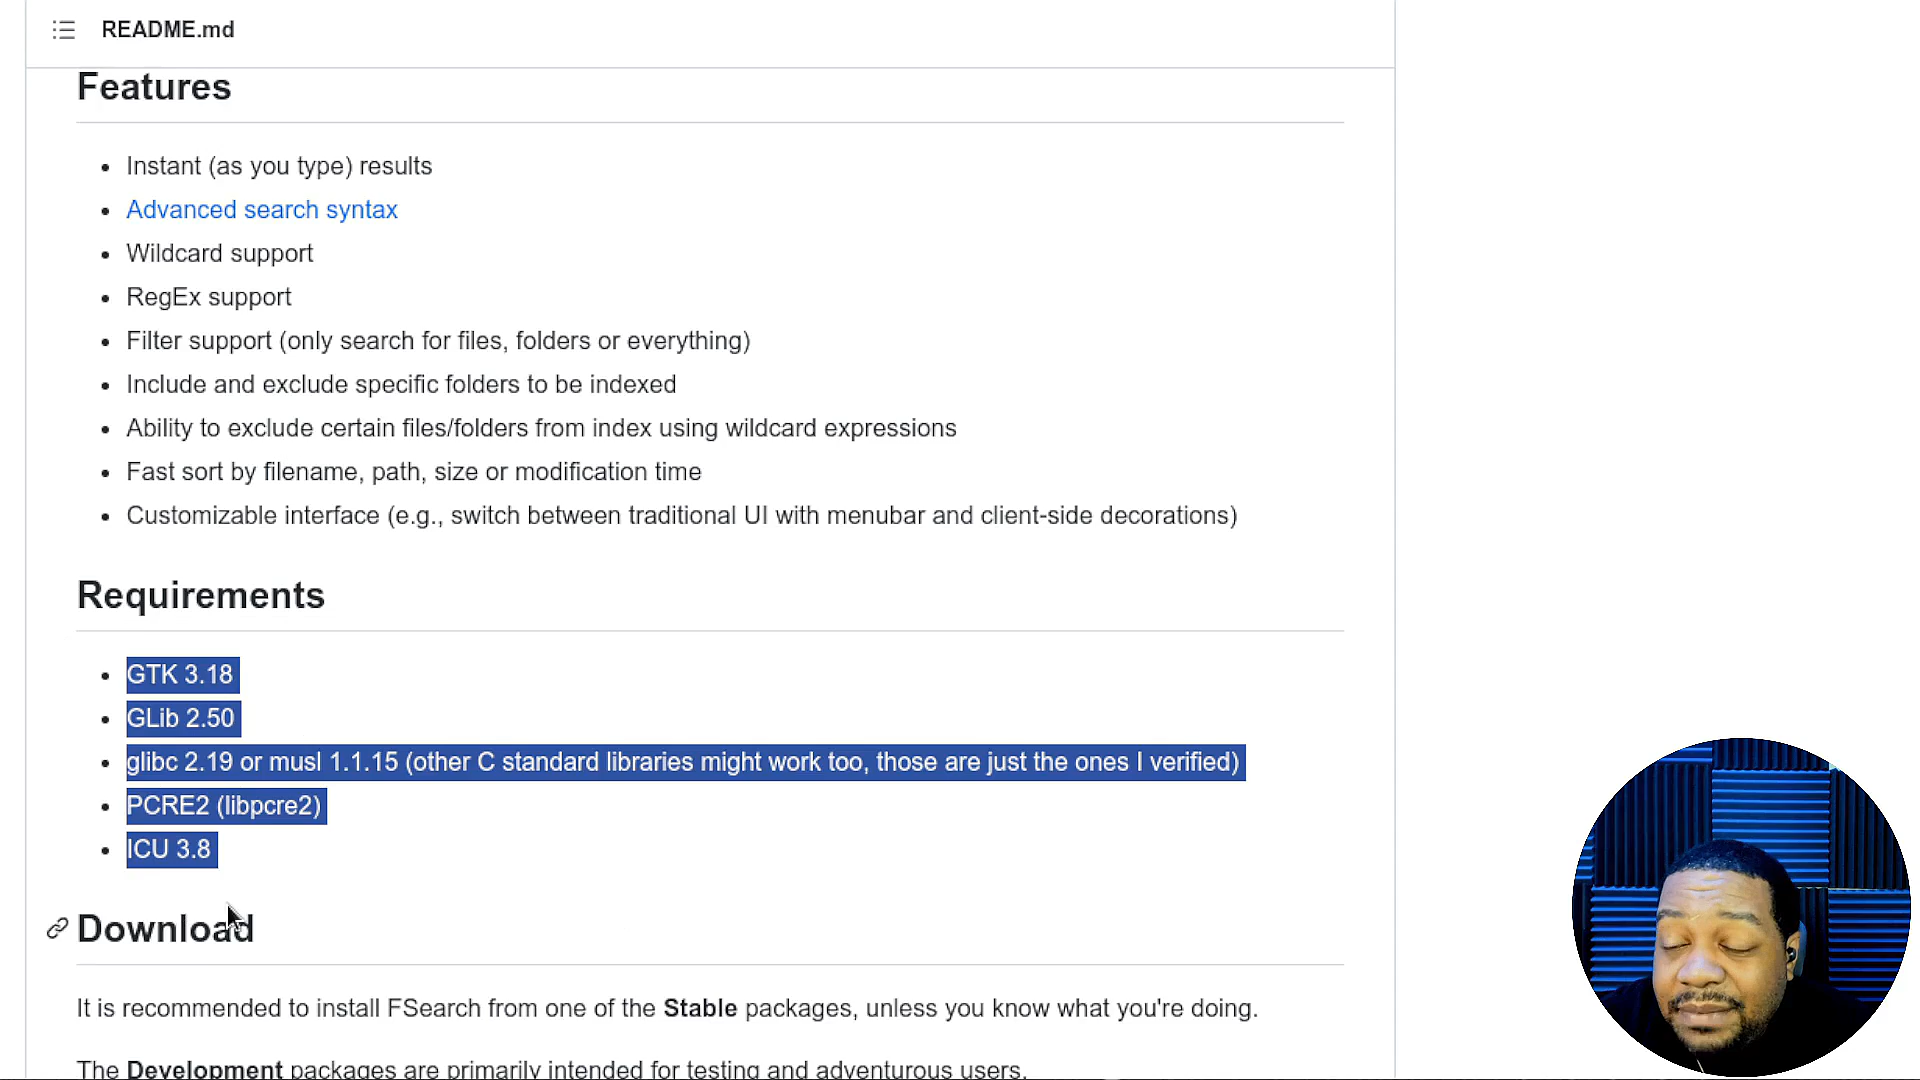 README.md
Features
Instant (as you type) results
Advanced search syntax
Wildcard support
RegEx support
Filter support (only search for files, folders or everything)
Include and exclude specific folders to be indexed
Ability to exclude certain files/folders from index using wildcard expressions
Fast sort by filename, path, size or modification time
Customizable interface (e.g., switch between traditional UI with menubar and client-side decorations)
Requirements
GTK 3.18
GLib 2.50
glibc 2.19 or musl 1.1.15 (other C standard libraries might work too, those are just the ones I verified)
PCRE2 (libpcre2)
ICU 3.8
Download
It is recommended to install FSearch from one of the Stable packages, unless you know what you're doing.
The Development packages are primarily intended for testing and adventurous users.